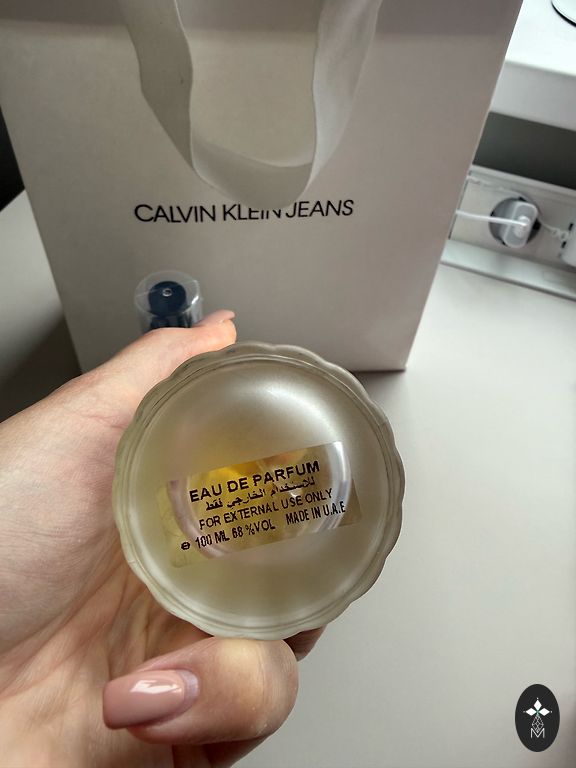 CALVIN KLEIN JEANS
EAU DE PARFUM
للاستخدام الخارجي فقط
FOR EXTERNAL USE ONLY
e 100 ML 68 %VOL MADE IN U.A.E
M